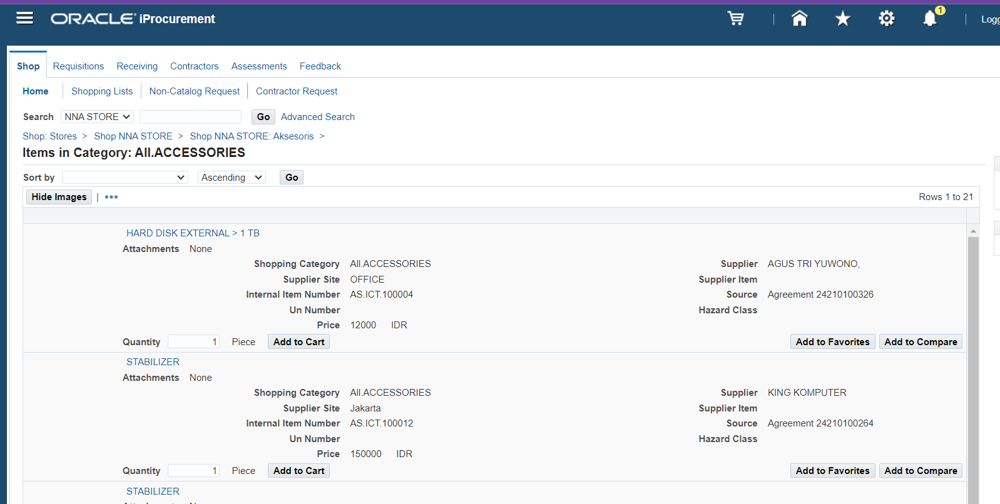 ORACLE iProcurement
1
Logg
Shop Requisitions Receiving Contractors Assessments Feedback
Home Shopping Lists Non-Catalog Request Contractor Request
Search NNA STORE Go Advanced Search
Shop: Stores > Shop NNA STORE > Shop NNA STORE: Aksesoris >
Items in Category: All.ACCESSORIES
Sort by Ascending Go
Hide Images | ••• Rows 1 to 21
HARD DISK EXTERNAL > 1 TB
Attachments None
Shopping Category All.ACCESSORIES Supplier AGUS TRI YUWONO,
Supplier Site OFFICE Supplier Item
Internal Item Number AS.ICT.100004 Source Agreement 24210100326
Un Number Hazard Class
Price 12000 IDR
Quantity 1 Piece Add to Cart Add to Favorites Add to Compare
STABILIZER
Attachments None
Shopping Category All.ACCESSORIES Supplier KING KOMPUTER
Supplier Site Jakarta Supplier Item
Internal Item Number AS.ICT.100012 Source Agreement 24210100264
Un Number Hazard Class
Price 150000 IDR
Quantity 1 Piece Add to Cart Add to Favorites Add to Compare
STABILIZER